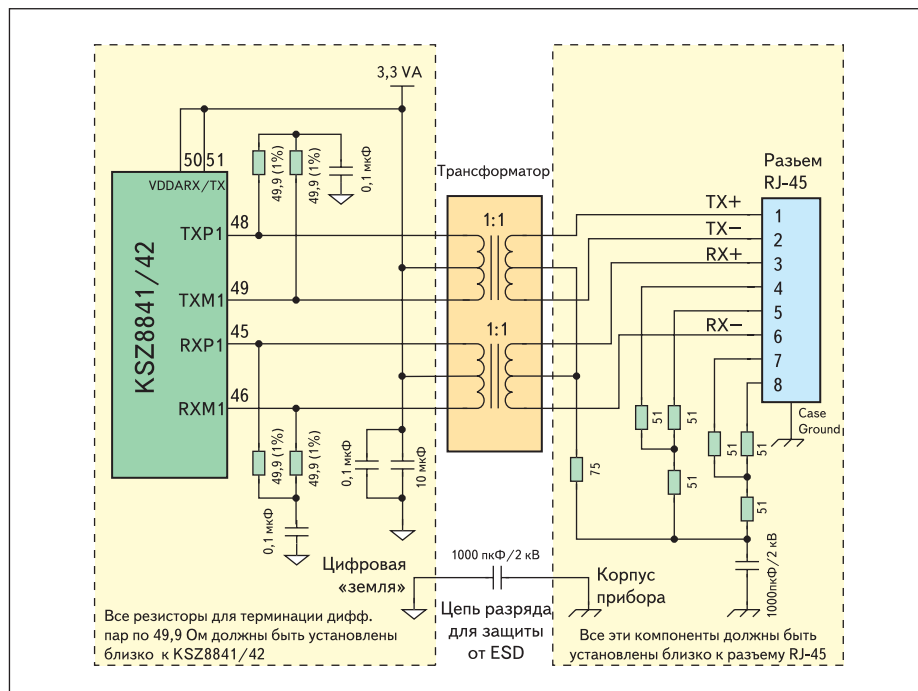 3,3 VA
50 51
VDDARX/TX
KSZ8841/42
TXP1
48
TXM1
49
RXP1
45
RXM1
46
49,9 (1%)
49,9 (1%)
0,1 мкФ
49,9 (1%)
49,9 (1%)
0,1 мкФ
0,1 мкФ
10 мкФ
Цифровая
«земля»
Все резисторы для терминации дифф.
пар по 49,9 Ом должны быть установлены
близко к KSZ8841/42
Трансформатор
1:1
1:1
1000 пкФ/2 кВ
Цепь разряда
для защиты
от ESD
Разьем
RJ-45
TX+
TX−
RX+
RX−
1
2
3
4
5
6
7
8
Case
Ground
75
51
51
51
51
51
51
1000пкФ/2 кВ
Корпус
прибора
Все эти компоненты должны быть
установлены близко к разъему RJ-45